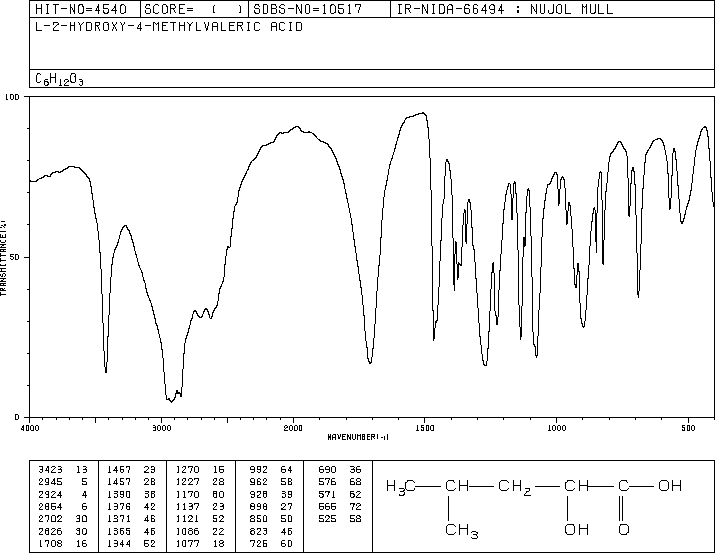 HIT-NO=4540 SCORE= ( ) SDBS-NO=10517 IR-NIDA-66494 : NUJOL MULL
L-2-HYDROXY-4-METHYLVALERIC ACID
C6H12O3
100
50
0
TRANSMITTANCE(%)
4000 3000 2000 1500 1000 500
WAVENUMBER(-1)
3423 13 1467 29 1270 15 992 64 690 36
2945 5 1457 28 1227 28 962 58 576 68
2924 4 1390 38 1170 60 928 39 571 62
2854 6 1376 42 1137 23 898 27 566 72
2702 30 1371 46 1121 52 850 50 525 58
2626 30 1365 46 1086 22 823 46
1708 16 1344 52 1077 18 726 60
H3C CH CH2 CH C OH
CH3 OH O